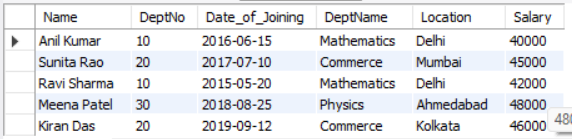 Name DeptNo Date_of_Joining DeptName Location Salary
Anil Kumar 10 2016-06-15 Mathematics Delhi 40000
Sunita Rao 20 2017-07-10 Commerce Mumbai 45000
Ravi Sharma 10 2015-05-20 Mathematics Delhi 42000
Meena Patel 30 2018-08-25 Physics Ahmedabad 48000
Kiran Das 20 2019-09-12 Commerce Kolkata 46000